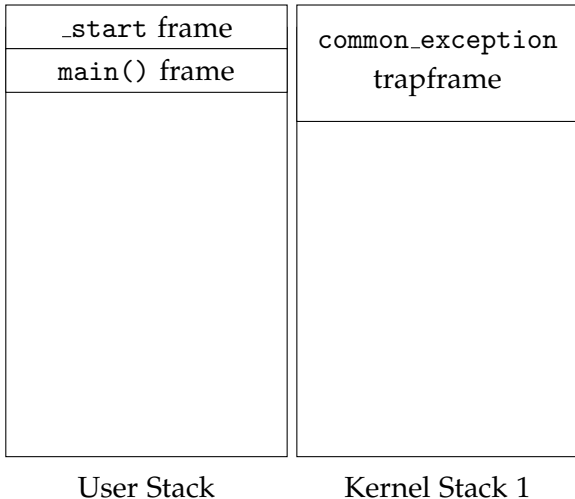 _start frame
main() frame
common_exception
trapframe
User Stack
Kernel Stack 1